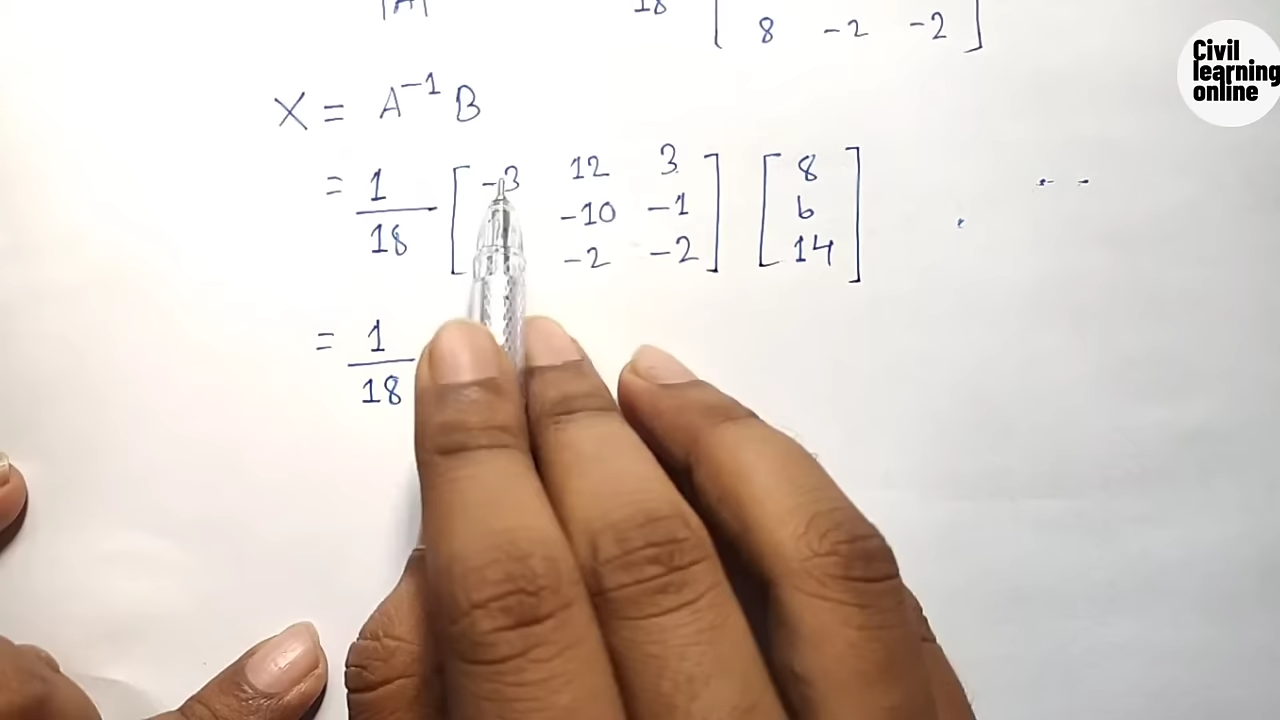 |A| 18
8 -2 -2
Civil
learning
online
X = A⁻¹ B
= 1/18 [ -3 12 3 ] [ 8 ]
-10 -1 6
-2 -2 14
= 1/18